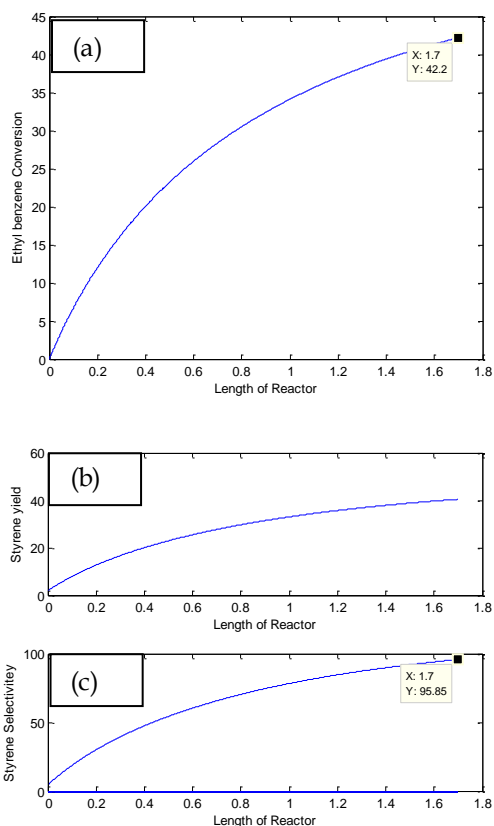 (a)
45
40
35
30
25
20
15
10
5
0
Ethyl benzene Conversion
X: 1.7
Y: 42.2
0 0.2 0.4 0.6 0.8 1 1.2 1.4 1.6 1.8
Length of Reactor
(b)
60
40
20
0
Styrene yield
0 0.2 0.4 0.6 0.8 1 1.2 1.4 1.6 1.8
Length of Reactor
(c)
100
50
0
Styrene Selectivitey
X: 1.7
Y: 95.85
0 0.2 0.4 0.6 0.8 1 1.2 1.4 1.6 1.8
Length of Reactor